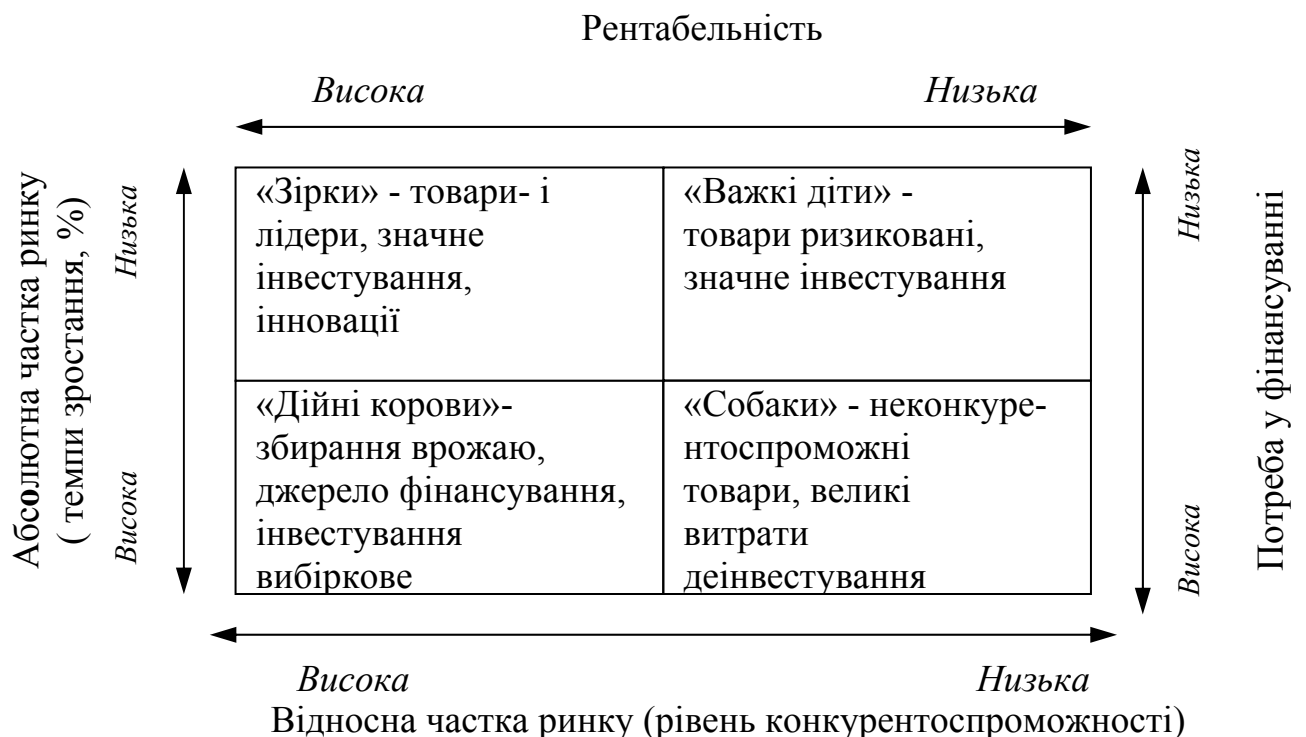 Рентабельність
Висока
Низька
Абсолютна частка ринку
( темпи зростання, %)
Низька
Висока
«Зірки» - товари- і
лідери, значне
інвестування,
інновації
«Важкі діти» -
товари ризиковані,
значне інвестування
«Дійні корови»-
збирання врожаю,
джерело фінансування,
інвестування
вибіркове
«Собаки» - неконкуре-
нтоспроможні
товари, великі
витрати
деінвестування
Низька
Висока
Потреба у фінансуванні
Висока
Низька
Відносна частка ринку (рівень конкурентоспроможності)